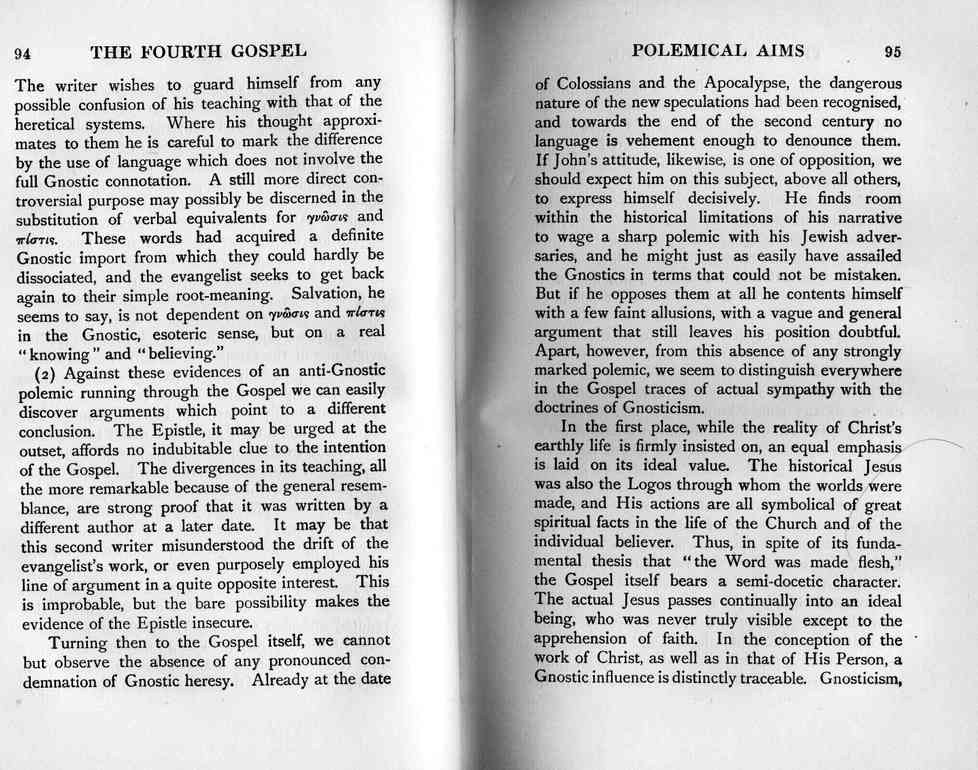 94 THE FOURTH GOSPEL
The writer wishes to guard himself from any
possible confusion of his teaching with that of the
heretical systems. Where his thought approxi-
mates to them he is careful to mark the difference
by the use of language which does not involve the
full Gnostic connotation. A still more direct con-
troversial purpose may possibly be discerned in the
substitution of verbal equivalents for γνῶσις and
πίστις. These words had acquired a definite
Gnostic import from which they could hardly be
dissociated, and the evangelist seeks to get back
again to their simple root-meaning. Salvation, he
seems to say, is not dependent on γνῶσις and πίστις
in the Gnostic, esoteric sense, but on a real
“knowing” and “believing.”
(2) Against these evidences of an anti-Gnostic
polemic running through the Gospel we can easily
discover arguments which point to a different
conclusion. The Epistle, it may be urged at the
outset, affords no indubitable clue to the intention
of the Gospel. The divergences in its teaching, all
the more remarkable because of the general resem-
blance, are strong proof that it was written by a
different author at a later date. It may be that
this second writer misunderstood the drift of the
evangelist's work, or even purposely employed his
line of argument in a quite opposite interest. This
is improbable, but the bare possibility makes the
evidence of the Epistle insecure.
Turning then to the Gospel itself, we cannot
but observe the absence of any pronounced con-
demnation of Gnostic heresy. Already at the date
POLEMICAL AIMS 95
of Colossians and the Apocalypse, the dangerous
nature of the new speculations had been recognised,
and towards the end of the second century no
language is vehement enough to denounce them.
If John's attitude, likewise, is one of opposition, we
should expect him on this subject, above all others,
to express himself decisively. He finds room
within the historical limitations of his narrative
to wage a sharp polemic with his Jewish adver-
saries, and he might just as easily have assailed
the Gnostics in terms that could not be mistaken.
But if he opposes them at all he contents himself
with a few faint allusions, with a vague and general
argument that still leaves his position doubtful.
Apart, however, from this absence of any strongly
marked polemic, we seem to distinguish everywhere
in the Gospel traces of actual sympathy with the
doctrines of Gnosticism.
In the first place, while the reality of Christ's
earthly life is firmly insisted on, an equal emphasis
is laid on its ideal value. The historical Jesus
was also the Logos through whom the worlds were
made, and His actions are all symbolical of great
spiritual facts in the life of the Church and of the
individual believer. Thus, in spite of its funda-
mental thesis that “the Word was made flesh,”
the Gospel itself bears a semi-docetic character.
The actual Jesus passes continually into an ideal
being, who was never truly visible except to the
apprehension of faith. In the conception of the
work of Christ, as well as in that of His Person, a
Gnostic influence is distinctly traceable. Gnosticism,